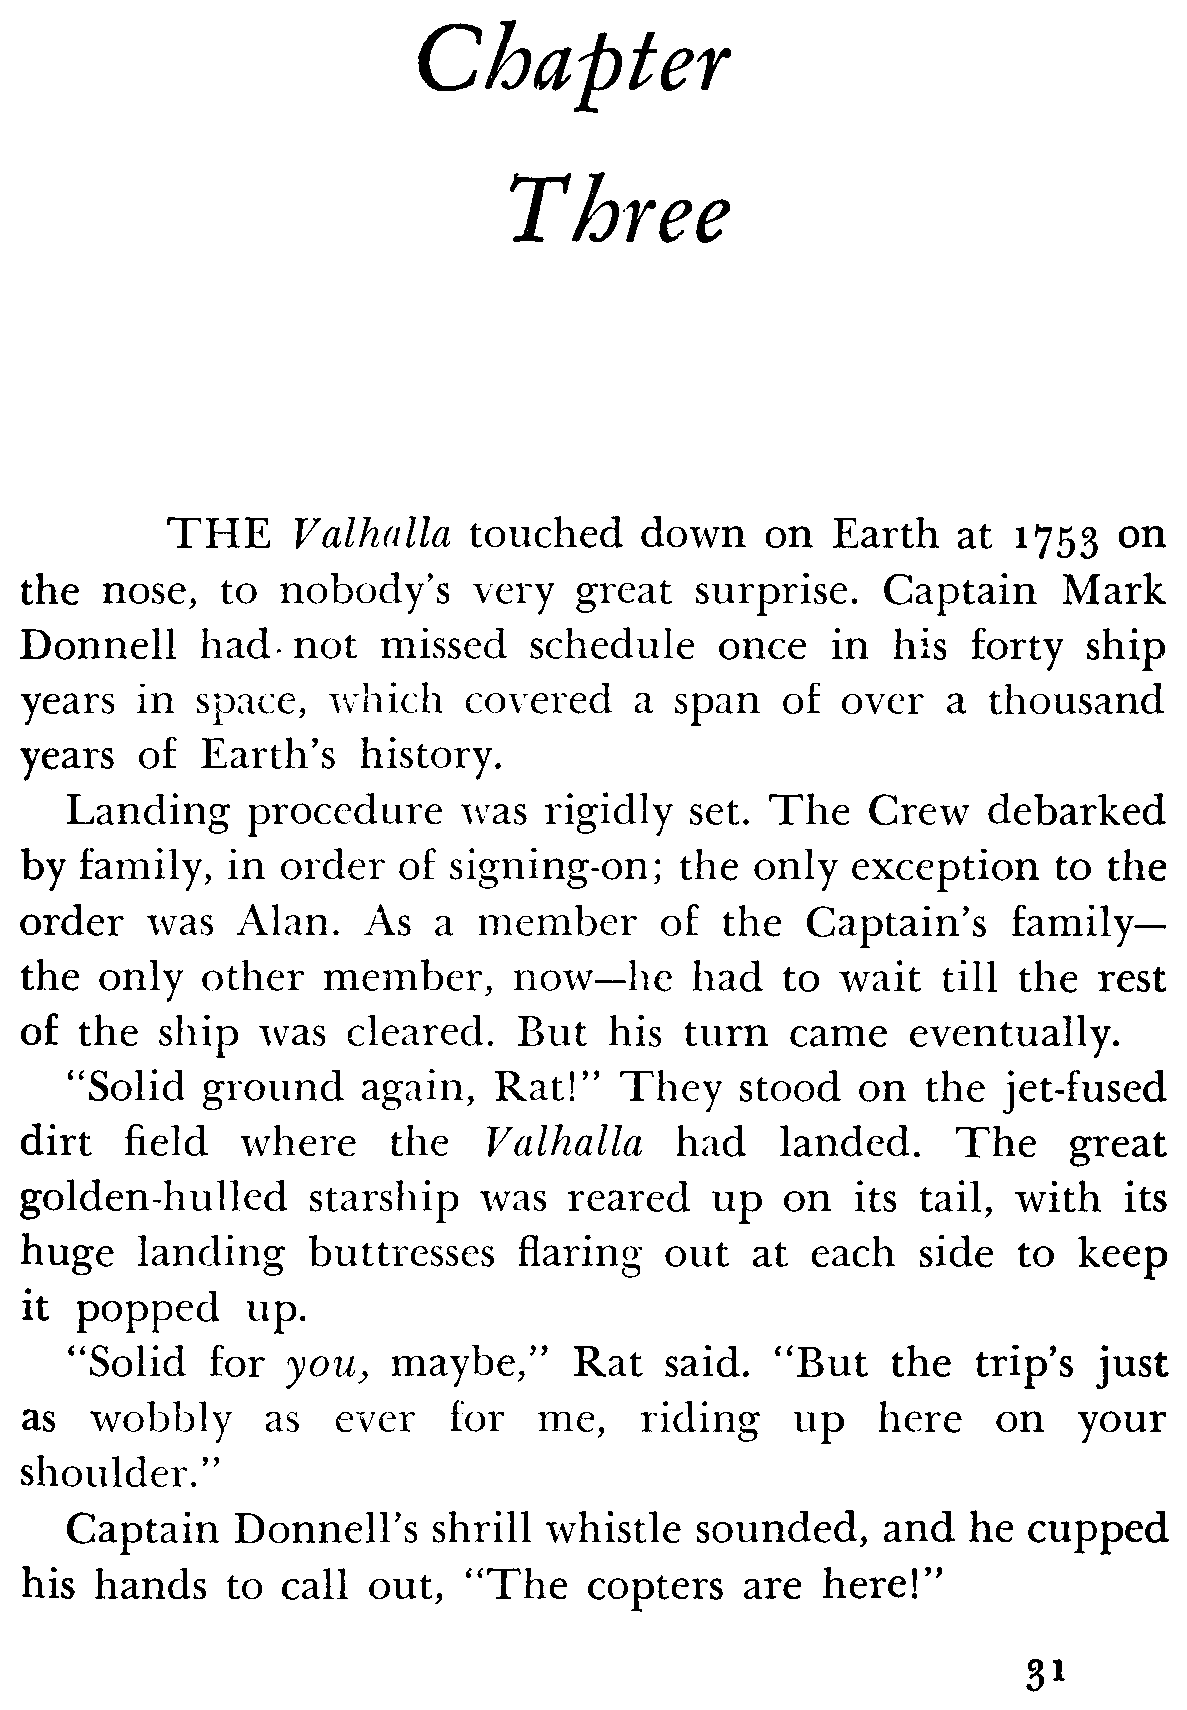 Chapter
Three
THE Valhalla touched down on Earth at 1753 on
the nose, to nobody's very great surprise. Captain Mark
Donnell had not missed schedule once in his forty ship
years in space, which covered a span of over a thousand
years of Earth's history.
Landing procedure was rigidly set. The Crew debarked
by family, in order of signing-on; the only exception to the
order was Alan. As a member of the Captain's family—
the only other member, now—he had to wait till the rest
of the ship was cleared. But his turn came eventually.
“Solid ground again, Rat!” They stood on the jet-fused
dirt field where the Valhalla had landed. The great
golden-hulled starship was reared up on its tail, with its
huge landing buttresses flaring out at each side to keep
it popped up.
“Solid for you, maybe,” Rat said. “But the trip's just
as wobbly as ever for me, riding up here on your
shoulder.”
Captain Donnell's shrill whistle sounded, and he cupped
his hands to call out, “The copters are here!”
31